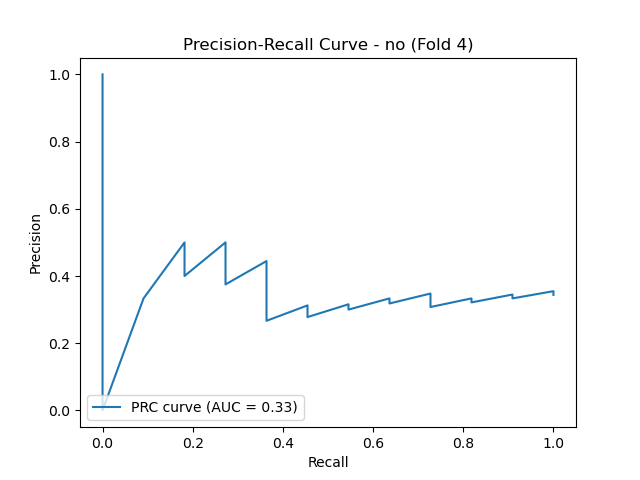 Precision-Recall Curve - no (Fold 4)
1.0
0.8
0.6
0.4
0.2
0.0
Precision
PRC curve (AUC = 0.33)
0.0 0.2 0.4 0.6 0.8 1.0
Recall